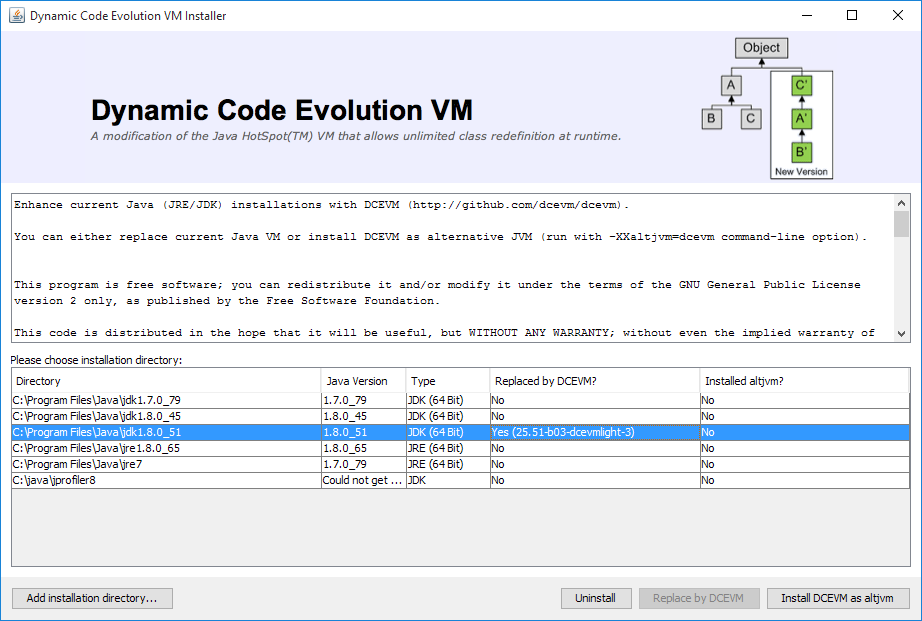 Dynamic Code Evolution VM Installer
Object
A
C'
B
C
A'
B'
New Version
Dynamic Code Evolution VM
A modification of the Java HotSpot(TM) VM that allows unlimited class redefinition at runtime.
Enhance current Java (JRE/JDK) installations with DCEVM (http://github.com/dcevm/dcevm).
You can either replace current Java VM or install DCEVM as alternative JVM (run with -XXaltjvm=dcevm command-line option).
This program is free software; you can redistribute it and/or modify it under the terms of the GNU General Public License
version 2 only, as published by the Free Software Foundation.
This code is distributed in the hope that it will be useful, but WITHOUT ANY WARRANTY; without even the implied warranty of
Please choose installation directory:
Directory Java Version Type Replaced by DCEVM? Installed altjvm?
C:\Program Files\Java\jdk1.7.0_79 1.7.0_79 JDK (64 Bit) No No
C:\Program Files\Java\jdk1.8.0_45 1.8.0_45 JDK (64 Bit) No No
C:\Program Files\Java\jdk1.8.0_51 1.8.0_51 JDK (64 Bit) Yes (25.51-b03-dcevmlight-3) No
C:\Program Files\Java\jre1.8.0_65 1.8.0_65 JRE (64 Bit) No No
C:\Program Files\Java\jre7 1.7.0_79 JRE (64 Bit) No No
C:\java\jprofiler8 Could not get ... JDK No No
Add installation directory... Uninstall Replace by DCEVM Install DCEVM as altjvm